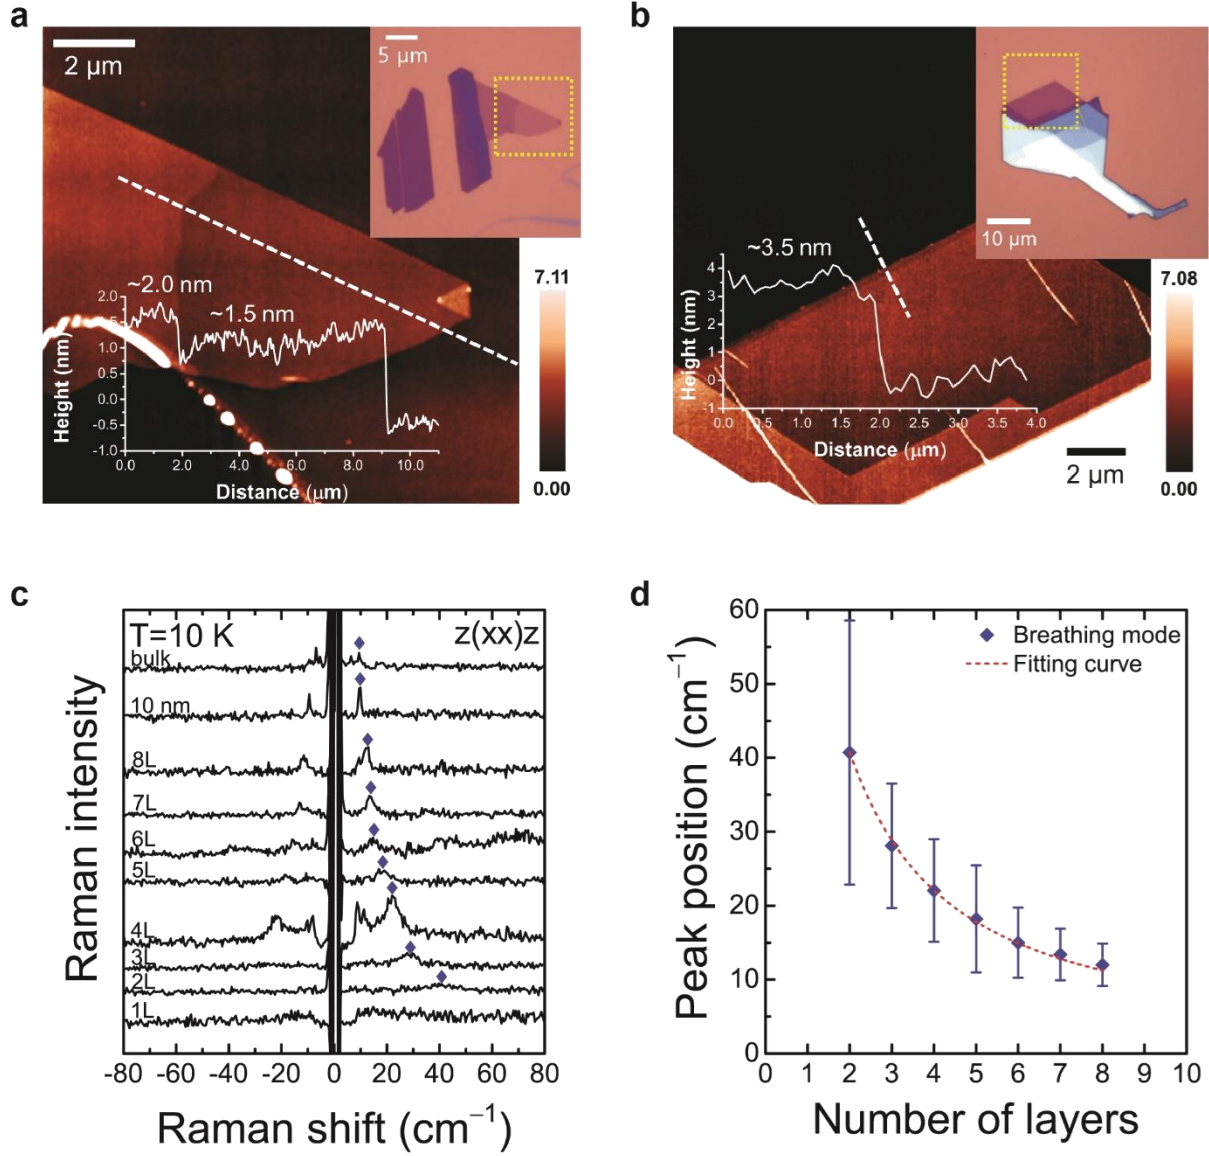 a
2 μm
5 μm
~2.0 nm
~1.5 nm
Height (nm)
2.0
1.5
1.0
0.5
0.0
-0.5
-1.0
0.0 2.0 4.0 6.0 8.0 10.0
Distance (μm)
7.11
0.00
b
10 μm
~3.5 nm
Height (nm)
4
3
2
1
0
-1
0.0 0.5 1.0 1.5 2.0 2.5 3.0 3.5 4.0
Distance (μm)
2 μm
7.08
0.00
c
T=10 K z(xx)z
bulk
10 nm
8L
7L
6L
5L
4L
3L
2L
1L
Raman intensity
-80 -60 -40 -20 0 20 40 60 80
Raman shift (cm⁻¹)
d
Breathing mode
Fitting curve
Peak position (cm⁻¹)
60
50
40
30
20
10
0
0 1 2 3 4 5 6 7 8 9 10
Number of layers